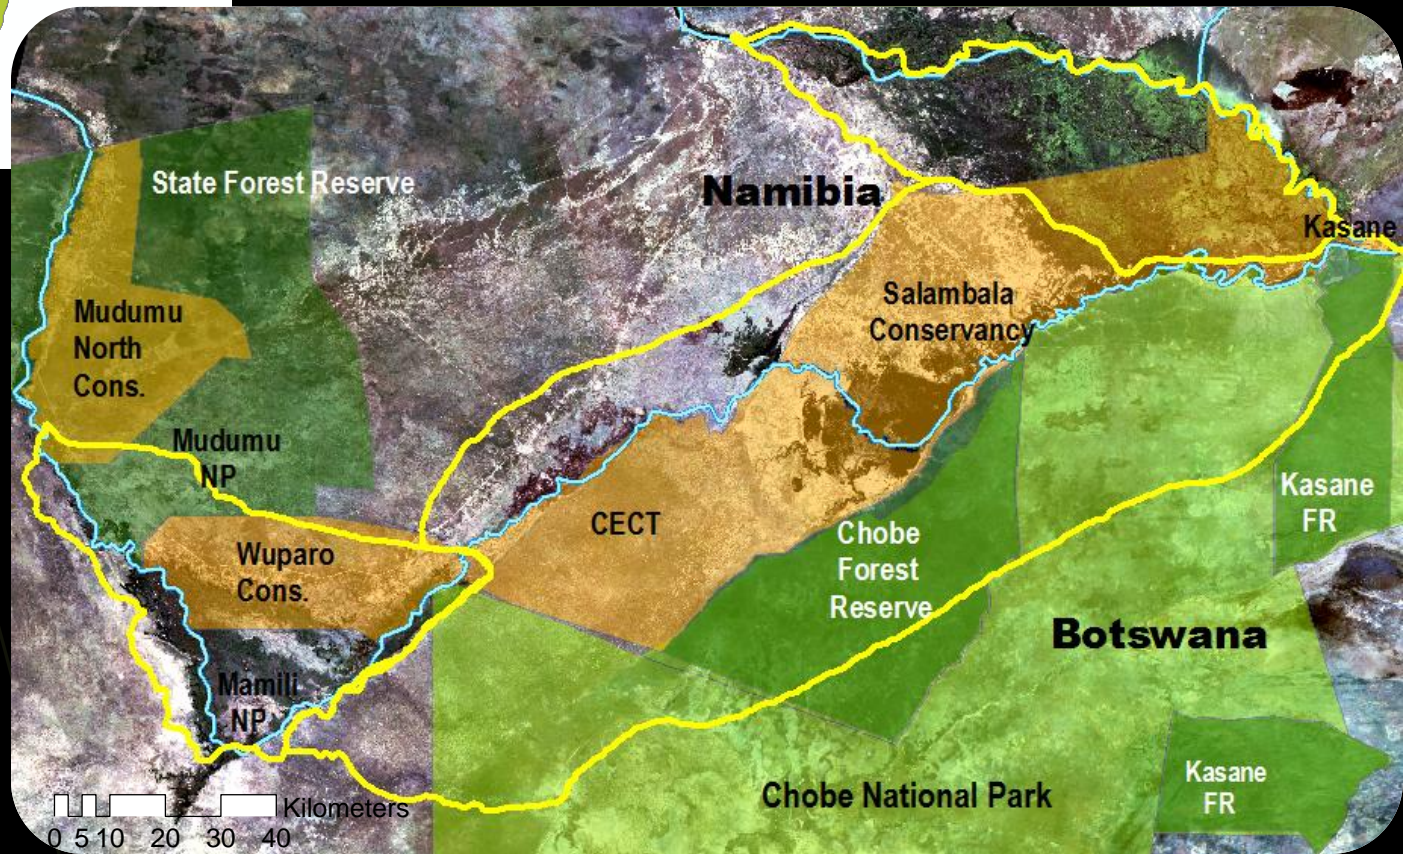 State Forest Reserve
Namibia
Kasane
Mudumu
North
Cons.
Salambala
Conservancy
Mudumu
NP
Kasane
FR
CECT
Chobe
Forest
Reserve
Wuparo
Cons.
Botswana
Mamili
NP
Chobe National Park
Kasane
FR
Kilometers
0 5 10 20 30 40